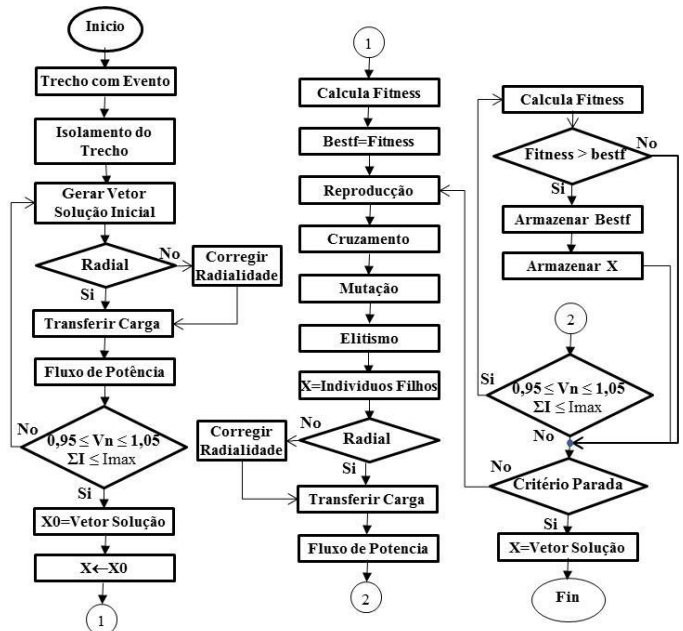 Inicio
Trecho com Evento
Isolamento do
Trecho
Gerar Vetor
Solução Inicial
Radial
No
Corregir
Radialidade
Si
Transferir Carga
Fluxo de Potência
No
0,95 ≤ Vn ≤ 1,05
ΣI ≤ Imax
Si
X0=Vetor Solução
X←X0
1
1
Calcula Fitness
Bestf=Fitness
Reproducção
Cruzamento
Mutação
Elitismo
X=Individuos Filhos
Radial
No
Corregir
Radialidade
Si
Transferir Carga
Fluxo de Potencia
2
Calcula Fitness
Fitness > bestf
No
Si
Armazenar Bestf
Armazenar X
2
Si
0,95 ≤ Vn ≤ 1,05
ΣI ≤ Imax
No
No
Critério Parada
Si
X=Vetor Solução
Fin